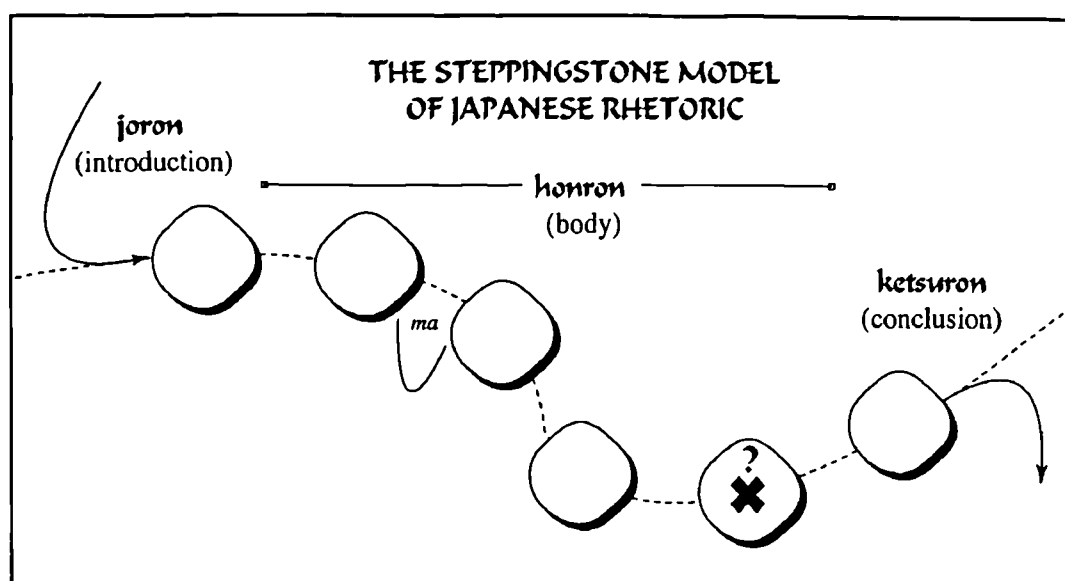 THE STEPPINGSTONE MODEL
OF JAPANESE RHETORIC
joron
(introduction)
honron
(body)
ma
ketsuron
(conclusion)
?